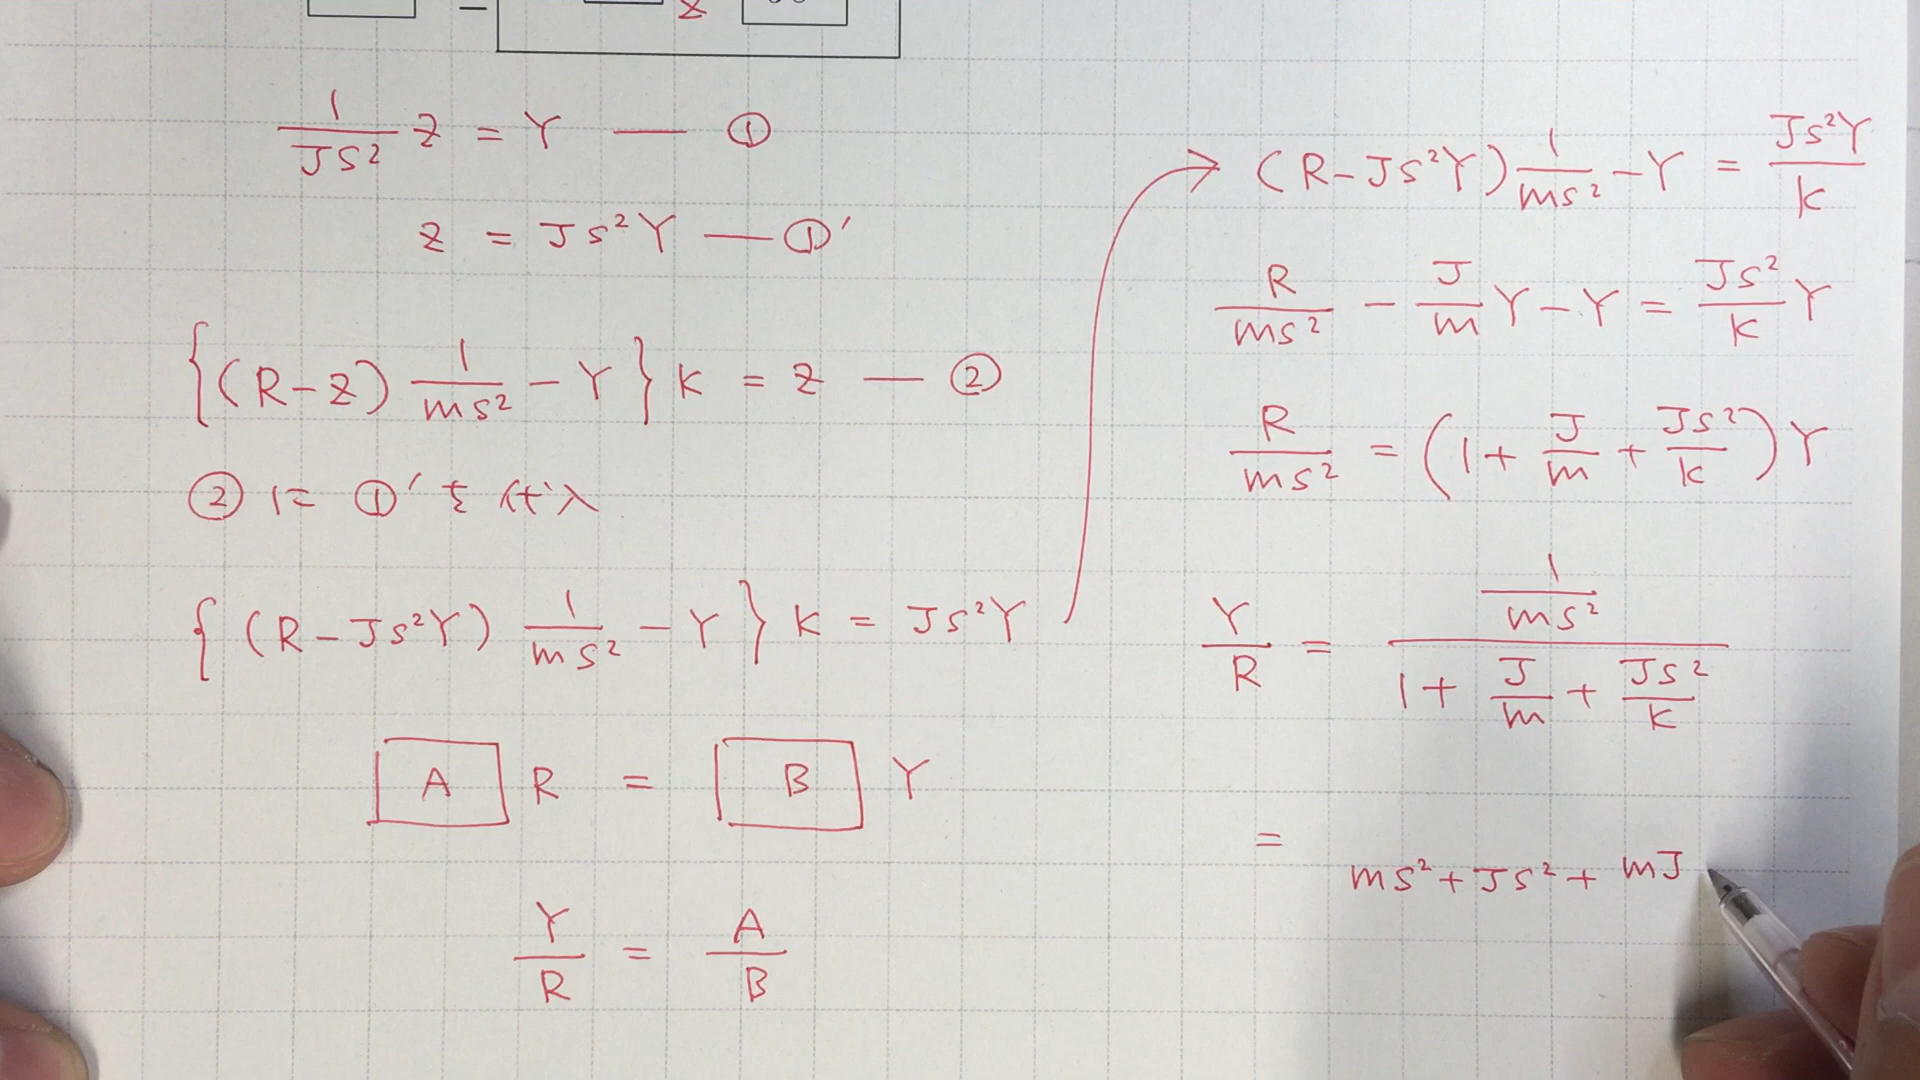 z
1/(Js²) z = Y — ①
z = Js²Y — ①′
{(R-z) 1/(ms²) - Y} k = z — ②
②に①′を代入
{(R-Js²Y) 1/(ms²) - Y} k = Js²Y
A R = B Y
Y/R = A/B
(R-Js²Y) 1/(ms²) - Y = Js²Y/k
R/(ms²) - J/m Y - Y = Js²/k Y
R/(ms²) = (1 + J/m + Js²/k) Y
Y/R = (1/(ms²))/(1 + J/m + Js²/k)
=
ms² + Js² + mJ